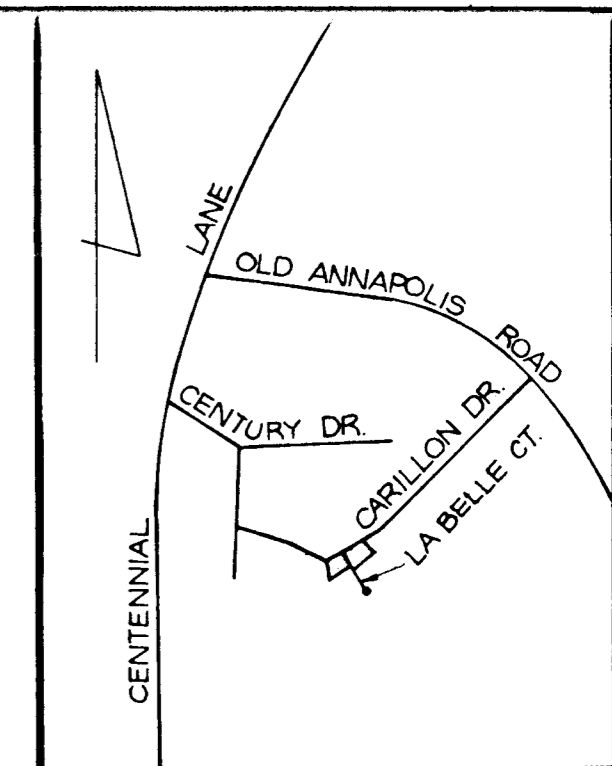 CENTENNIAL LANE
OLD ANNAPOLIS ROAD
CENTURY DR.
CARILLON DR.
LA BELLE CT.